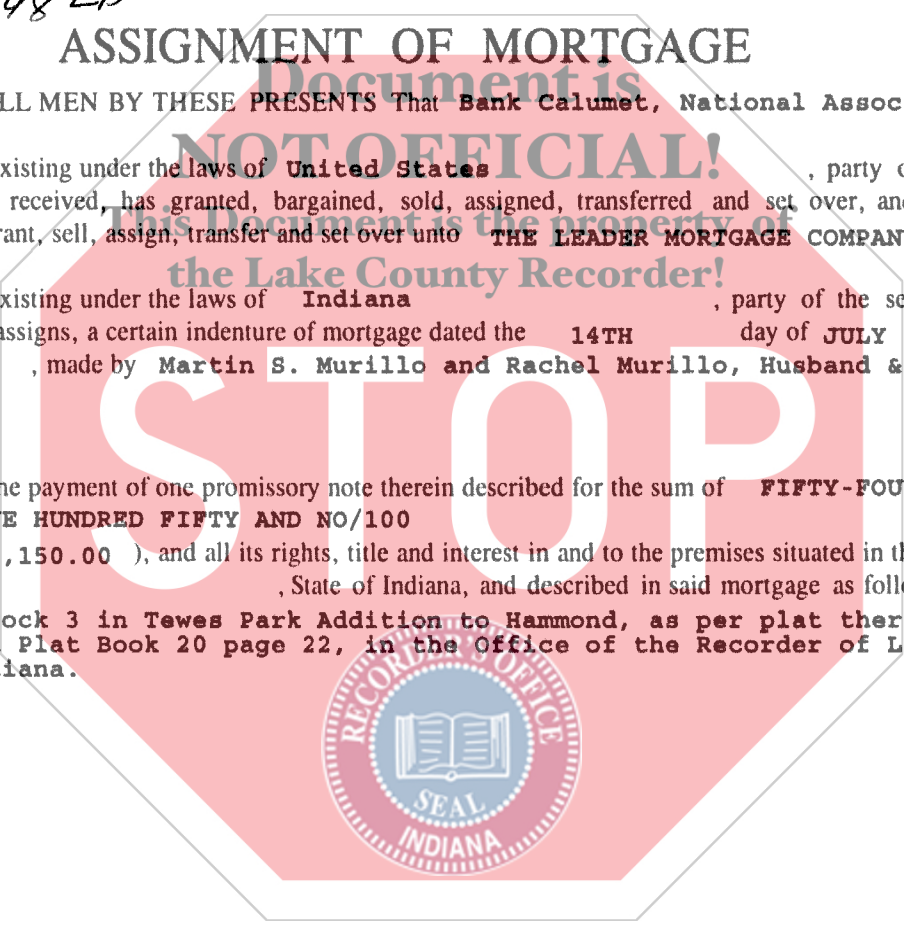 ASSIGNMENT OF MORTGAGE
Document is
LL MEN BY THESE PRESENTS That Bank Calumet, National Assoc
NOT OFFICIAL!
xisting under the laws of United States , party o
received, has granted, bargained, sold, assigned, transferred and set over, and
This Document is the property of
rant, sell, assign, transfer and set over unto THE LEADER MORTGAGE COMPANY
the Lake County Recorder!
xisting under the laws of Indiana , party of the se
assigns, a certain indenture of mortgage dated the 14TH day of JULY
, made by Martin S. Murillo and Rachel Murillo, Husband &
STOP
he payment of one promissory note therein described for the sum of FIFTY-FOU
E HUNDRED FIFTY AND NO/100
,150.00 ), and all its rights, title and interest in and to the premises situated in th
, State of Indiana, and described in said mortgage as follo
ock 3 in Tewes Park Addition to Hammond, as per plat ther
Plat Book 20 page 22, in the Office of the Recorder of L
diana.
RECORDER'S OFFICE
SEAL
INDIANA